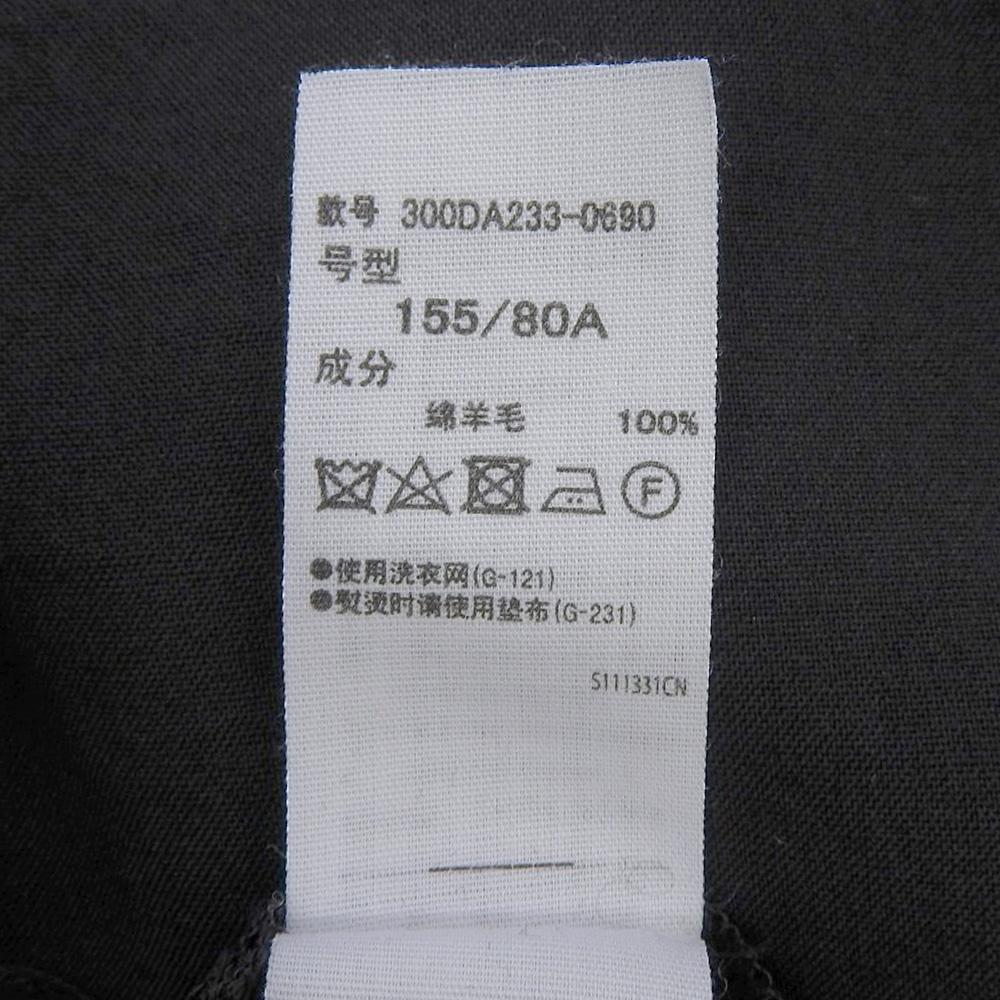 款号 300DA233-0690
号型
155/80A
成分
绵羊毛 100%
F
●使用洗衣网(G-121)
●熨烫时请使用垫布(G-231)
S111331CN